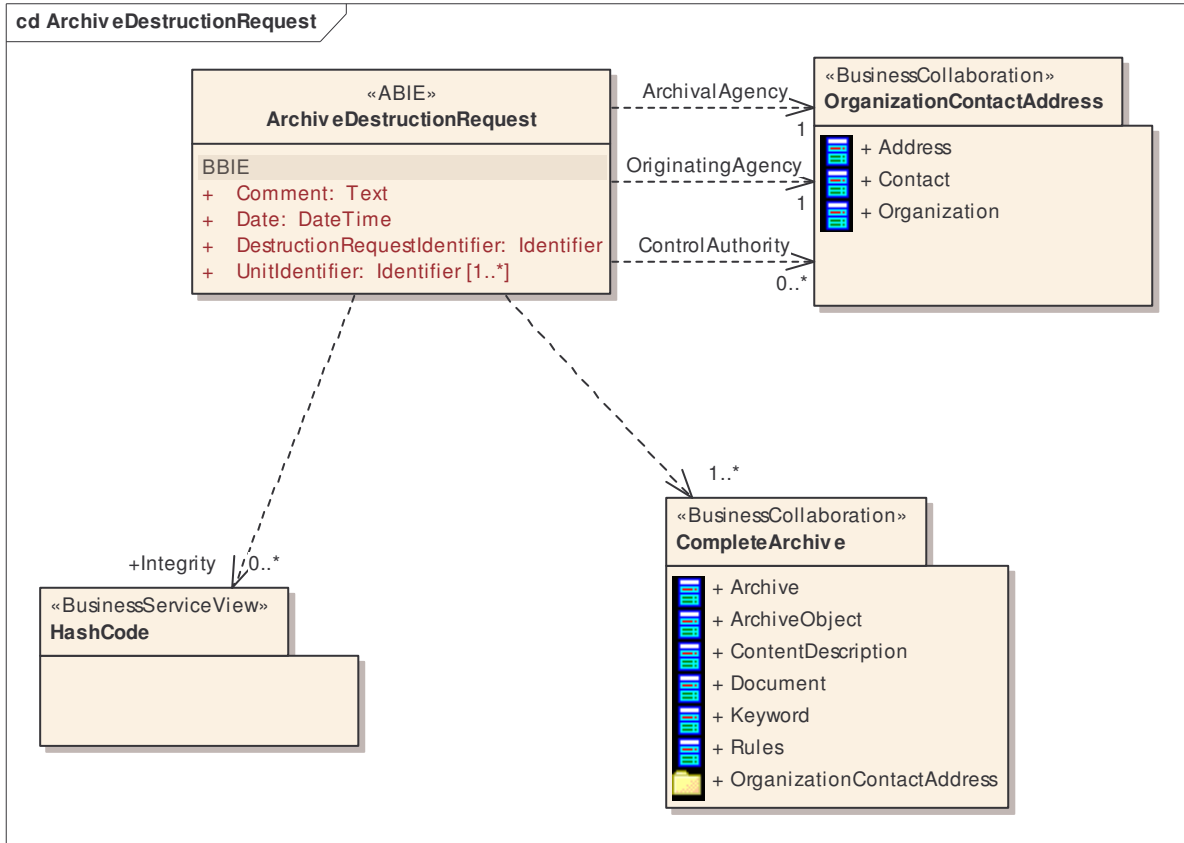 cd ArchiveDestructionRequest
«ABIE»
ArchiveDestructionRequest
BBIE
+ Comment: Text
+ Date: DateTime
+ DestructionRequestIdentifier: Identifier
+ UnitIdentifier: Identifier [1..*]
ArchivalAgency
1
OriginatingAgency
1
ControlAuthority
0..*
«BusinessCollaboration»
OrganizationContactAddress
+ Address
+ Contact
+ Organization
+Integrity
0..*
«BusinessServiceView»
HashCode
1..*
«BusinessCollaboration»
CompleteArchive
+ Archive
+ ArchiveObject
+ ContentDescription
+ Document
+ Keyword
+ Rules
+ OrganizationContactAddress